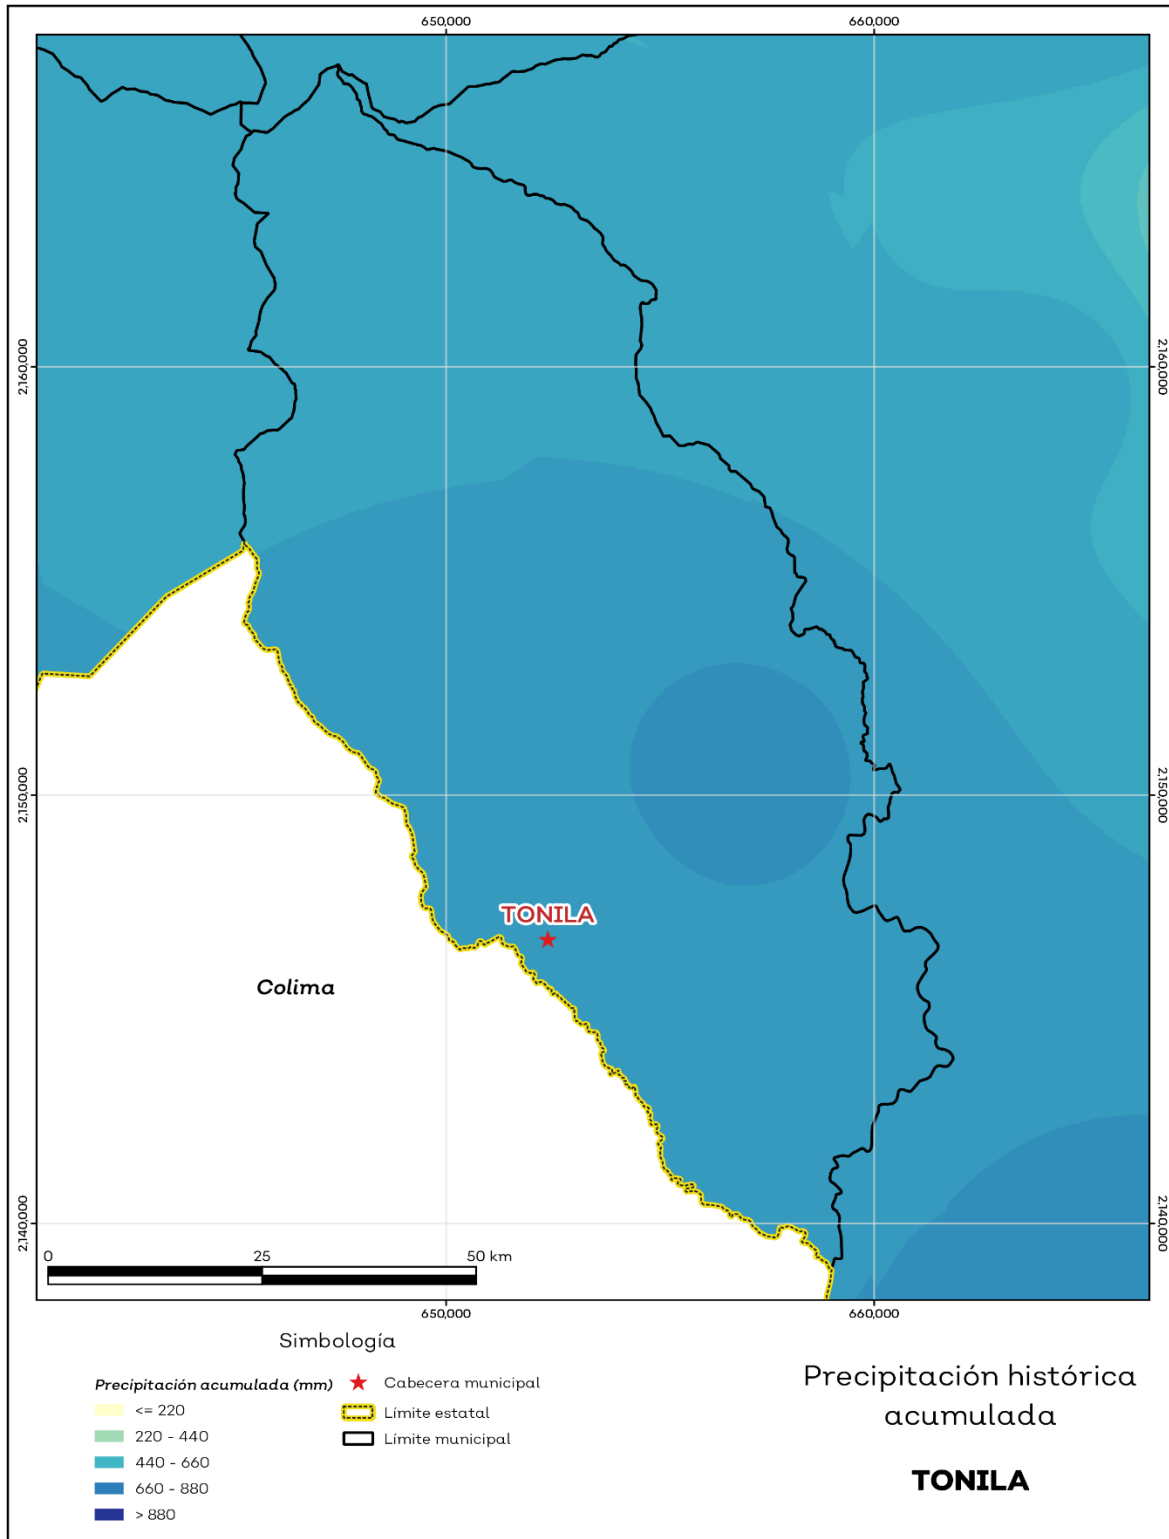 650,000
660,000
2,160,000
2,160,000
2,150,000
2,150,000
TONILA
Colima
2,140,000
2,140,000
0
25
50 km
650,000
660,000
Simbología
Precipitación acumulada (mm)
<= 220
220 - 440
440 - 660
660 - 880
> 880
Cabecera municipal
Límite estatal
Límite municipal
Precipitación histórica
acumulada
TONILA